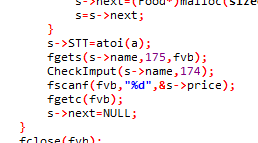 s->next=(Food*)malloc(size
s=s->next;
}
s->STT=atoi(a);
fgets(s->name,175,fvb);
CheckImput(s->name,174);
fscanf(fvb,"%d",&s->price);
fgetc(fvb);
s->next=NULL;
}
fclose(fvb);